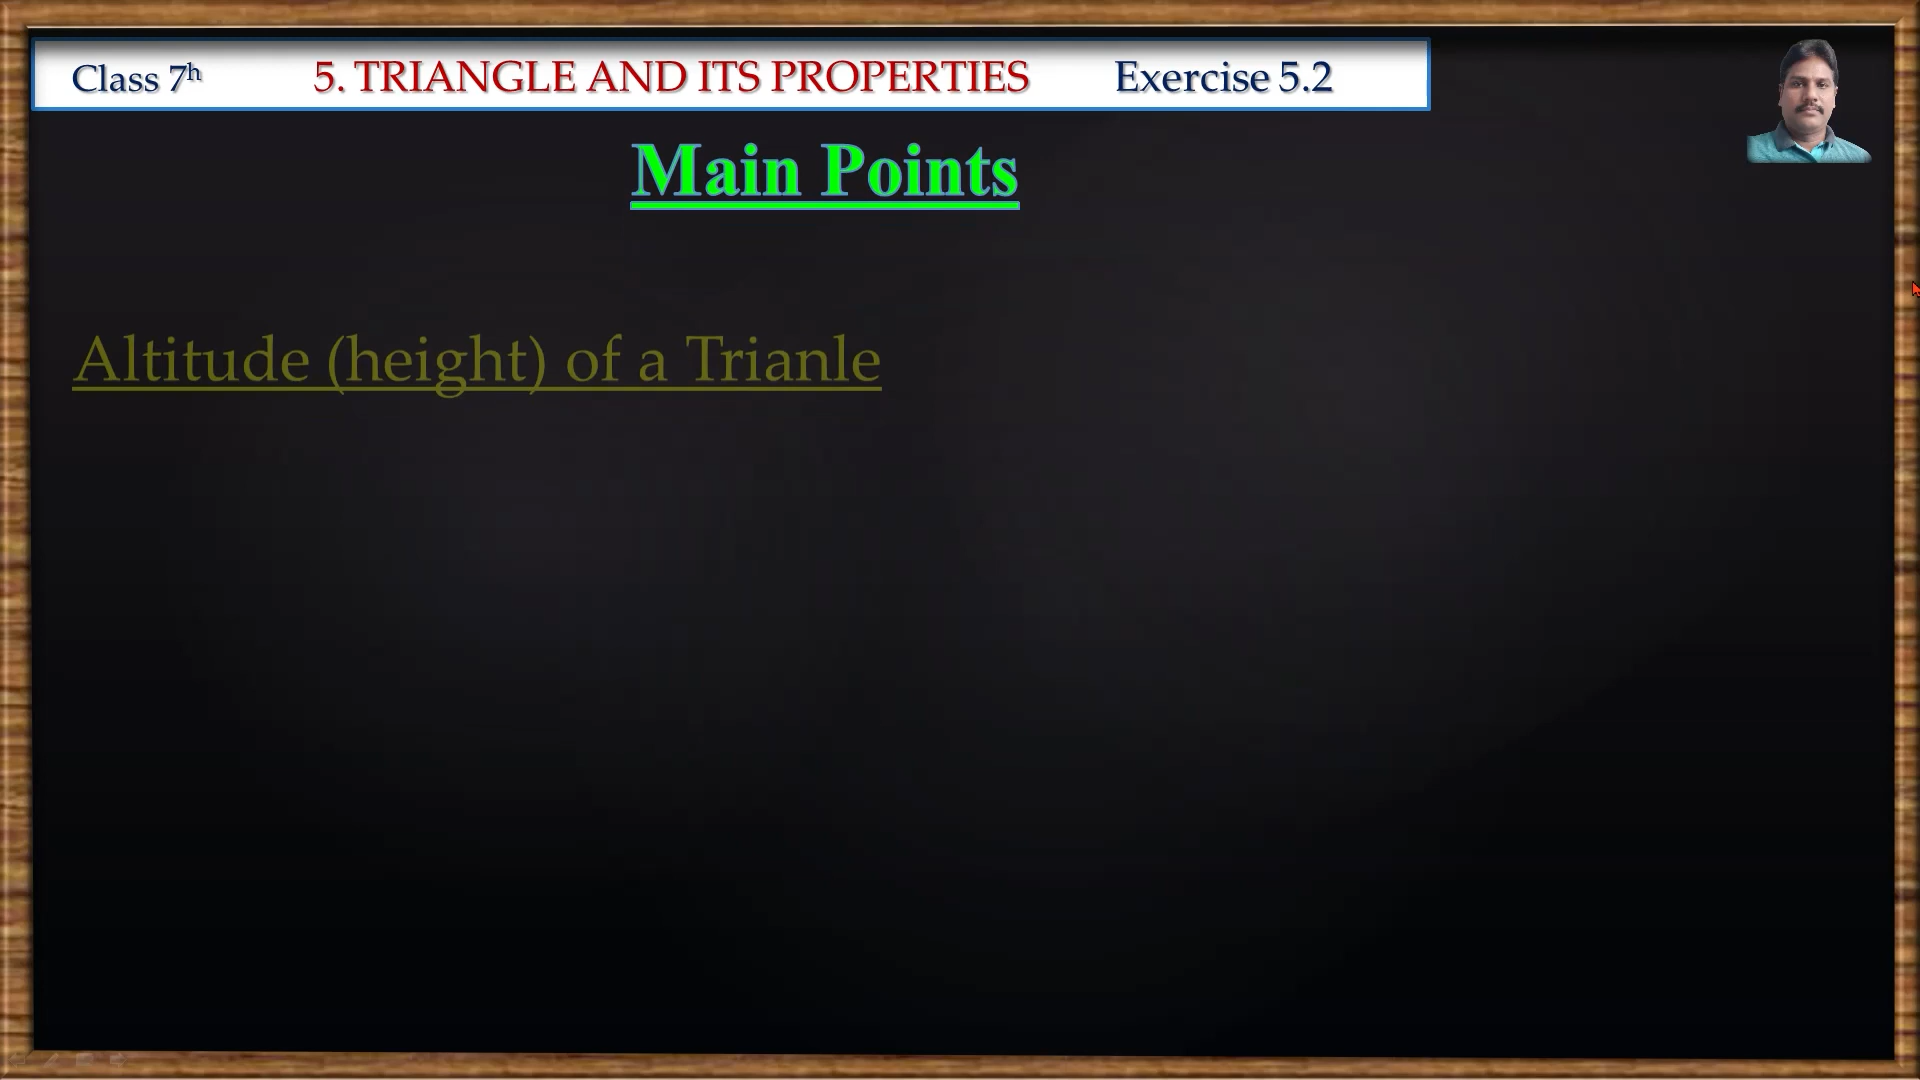 Class 7h 5. TRIANGLE AND ITS PROPERTIES Exercise 5.2
Main Points
Altitude (height) of a Trianle